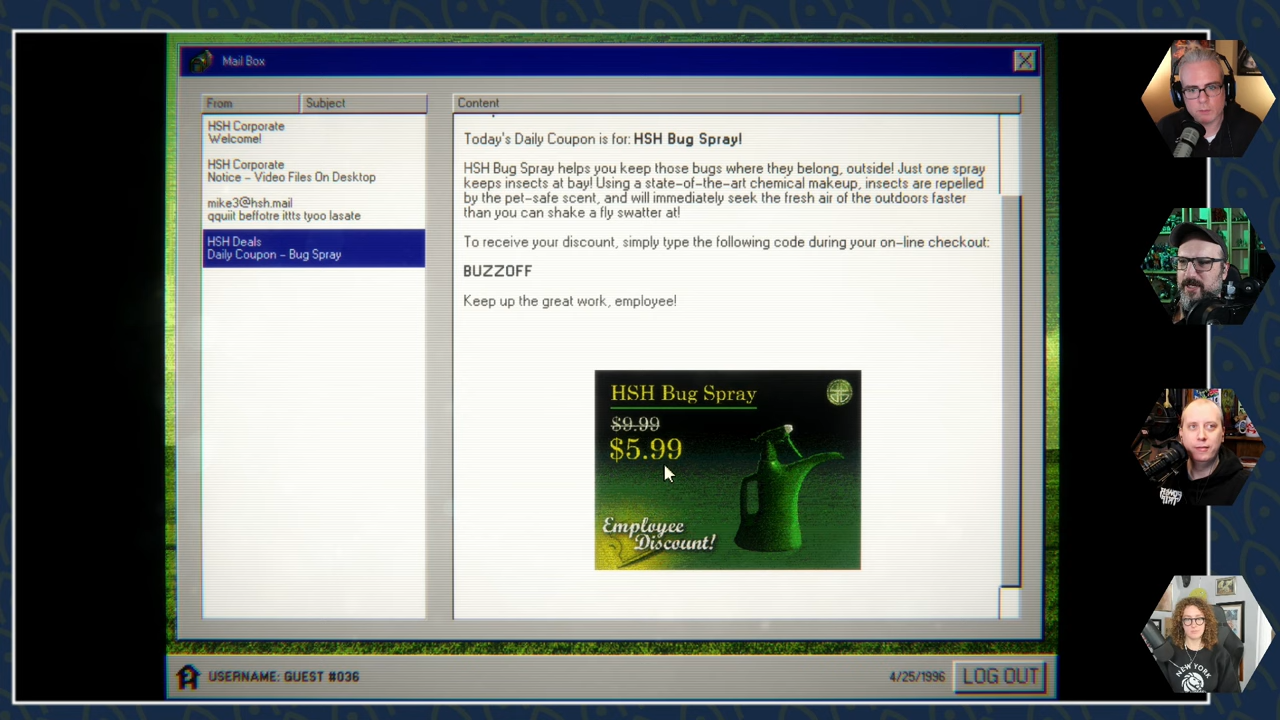 Mail Box
From
Subject
Content
HSH Corporate
Welcome!
HSH Corporate
Notice - Video Files On Desktop
mike3@hsh.mail
qquiit beffotre ittts tyoo lasate
HSH Deals
Daily Coupon - Bug Spray
Today's Daily Coupon is for: HSH Bug Spray!
HSH Bug Spray helps you keep those bugs where they belong, outside! Just one spray
keeps insects at bay! Using a state-of-the-art chemical makeup, insects are repelled
by the pet-safe scent, and will immediately seek the fresh air of the outdoors faster
than you can shake a fly swatter at!
To receive your discount, simply type the following code during your on-line checkout:
BUZZOFF
Keep up the great work, employee!
HSH Bug Spray
$9.99
$5.99
Employee
Discount!
USERNAME: GUEST #036
4/25/1996
LOG OUT
NEW YORK